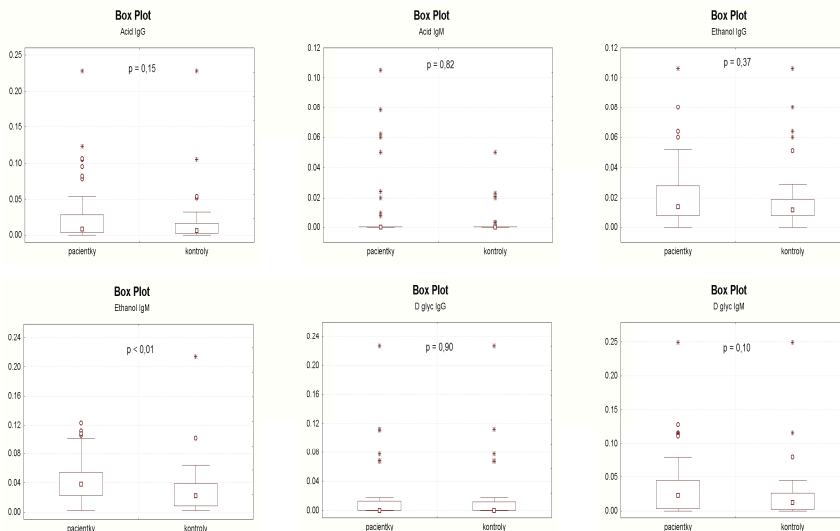 Box Plot
Acid IgG
p = 0,15
0.25
0.20
0.15
0.10
0.05
0.00
pacientky kontroly
Box Plot
Acid IgM
p = 0,82
0.12
0.10
0.08
0.06
0.04
0.02
0.00
pacientky kontroly
Box Plot
Ethanol IgG
p = 0,37
0.12
0.10
0.08
0.06
0.04
0.02
0.00
pacientky kontroly
Box Plot
Ethanol IgM
p < 0,01
0.24
0.20
0.16
0.12
0.08
0.04
0.00
pacientky kontroly
Box Plot
D glyc IgG
p = 0,90
0.24
0.20
0.16
0.12
0.08
0.04
0.00
pacientky kontroly
Box Plot
D glyc IgM
p = 0,10
0.25
0.20
0.15
0.10
0.05
0.00
pacientky kontroly